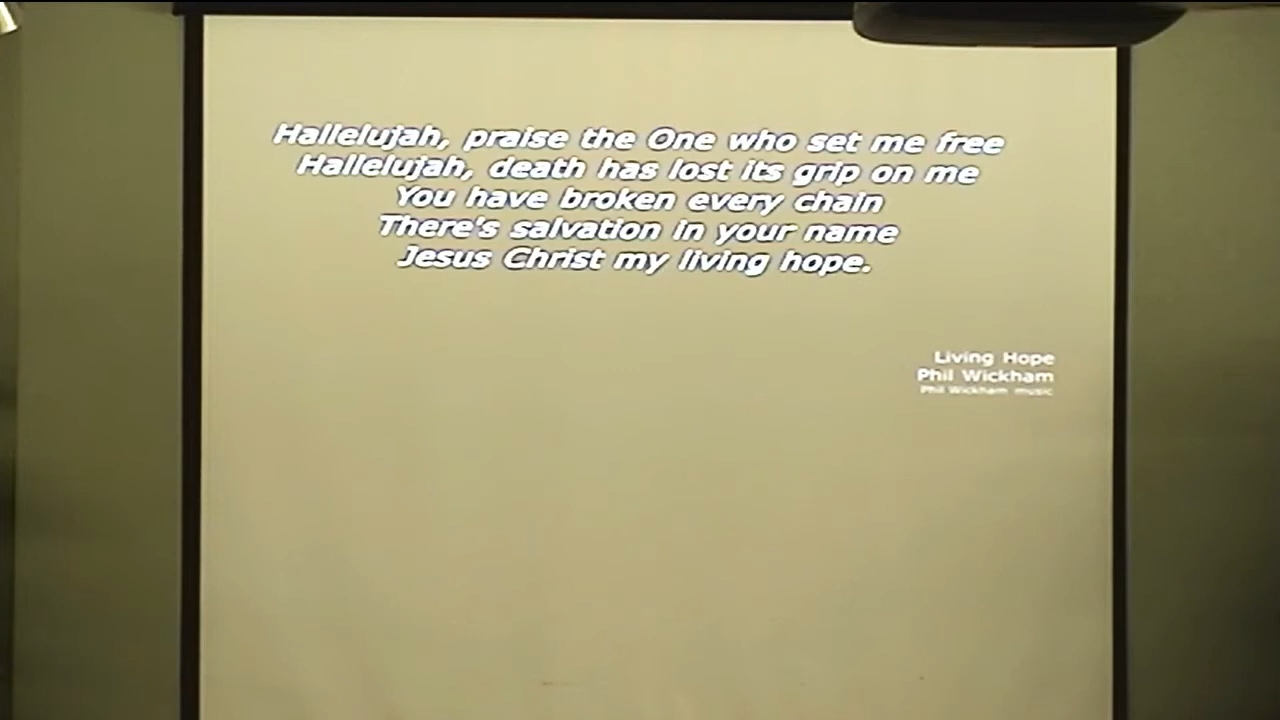 Hallelujah, praise the One who set me free
Hallelujah, death has lost its grip on me
You have broken every chain
There's salvation in your name
Jesus Christ my living hope.
Living Hope
Phil Wickham
Phil Wickham music